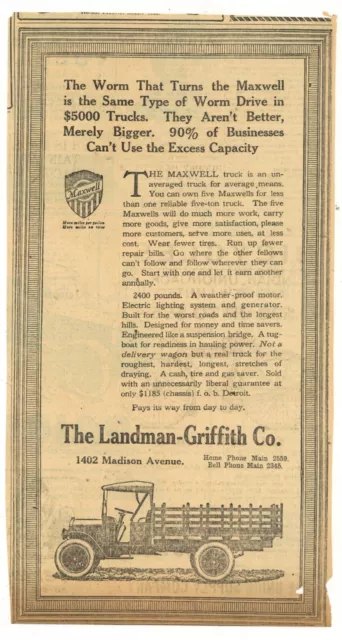 The Worm That Turns the Maxwell
is the Same Type of Worm Drive in
$5000 Trucks. They Aren't Better,
Merely Bigger. 90% of Businesses
Can't Use the Excess Capacity
Maxwell
More miles per gallon
More miles on tires
THE MAXWELL truck is an un-
averaged truck for average means.
You can own five Maxwells for less
than one reliable five-ton truck. The five
Maxwells will do much more work, carry
more goods, give more satisfaction, please
more customers, serve more uses, at less
cost. Wear fewer tires. Run up fewer
repair bills. Go where the other fellows
can't follow and follow wherever they can
go. Start with one and let it earn another
annually.
2400 pounds. A weather-proof motor.
Electric lighting system and generator.
Built for the worst roads and the longest
hills. Designed for money and time savers.
Engineered like a suspension bridge. A tug-
boat for readiness in hauling power. Not a
delivery wagon but a real truck for the
roughest, hardest, longest, stretches of
draying. A cash, tire and gas saver. Sold
with an unnecessarily liberal guarantee at
only $1185 (chassis) f. o. b. Detroit.
Pays its way from day to day.
The Landman-Griffith Co.
1402 Madison Avenue.
Home Phone Main 2559.
Bell Phone Main 2345.